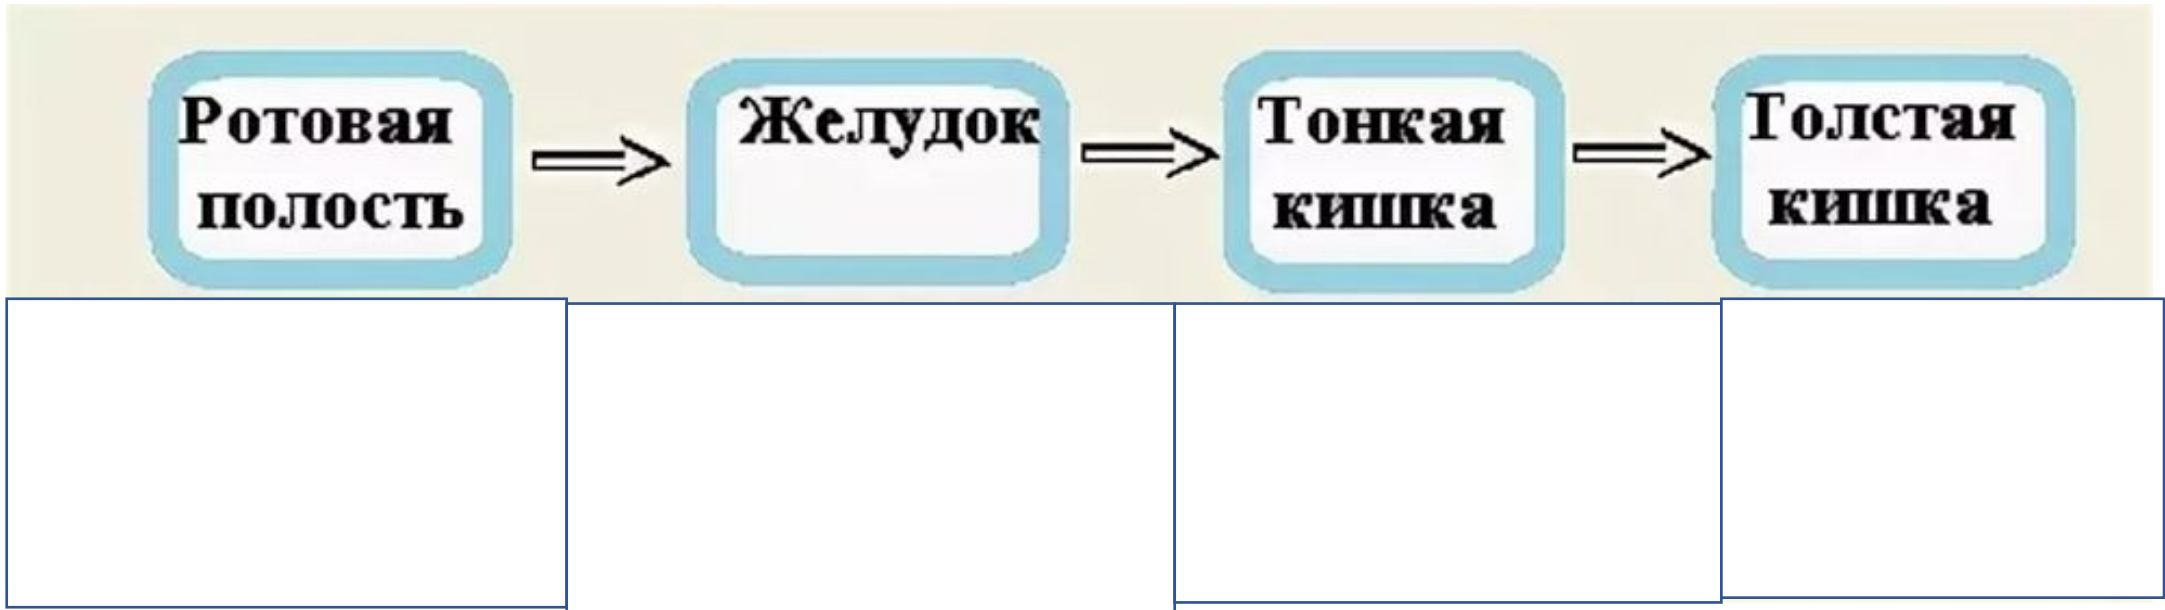 Ротовая
полость
Желудок
Тонкая
кишка
Толстая
кишка